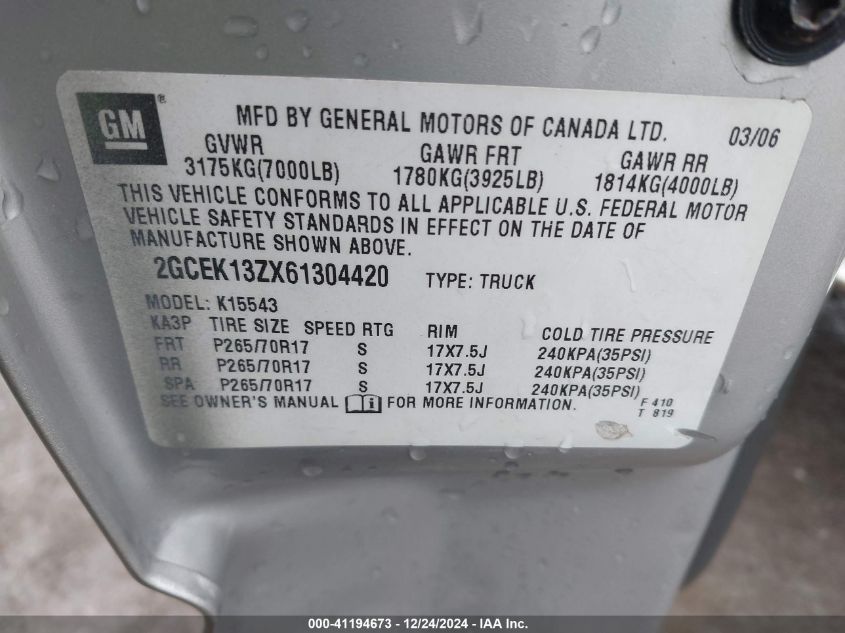 GM ®
MFD BY GENERAL MOTORS OF CANADA LTD. 03/06
GVWR GAWR FRT GAWR RR
3175KG(7000LB) 1780KG(3925LB) 1814KG(4000LB)
THIS VEHICLE CONFORMS TO ALL APPLICABLE U.S. FEDERAL MOTOR
VEHICLE SAFETY STANDARDS IN EFFECT ON THE DATE OF
MANUFACTURE SHOWN ABOVE.
2GCEK13ZX61304420 TYPE: TRUCK
MODEL: K15543
KA3P TIRE SIZE SPEED RTG RIM COLD TIRE PRESSURE
FRT P265/70R17 S 17X7.5J 240KPA(35PSI)
RR P265/70R17 S 17X7.5J 240KPA(35PSI)
SPA P265/70R17 S 17X7.5J 240KPA(35PSI)
SEE OWNER'S MANUAL FOR MORE INFORMATION. F 410
T 819
000-41194673 – 12/24/2024 – IAA Inc.